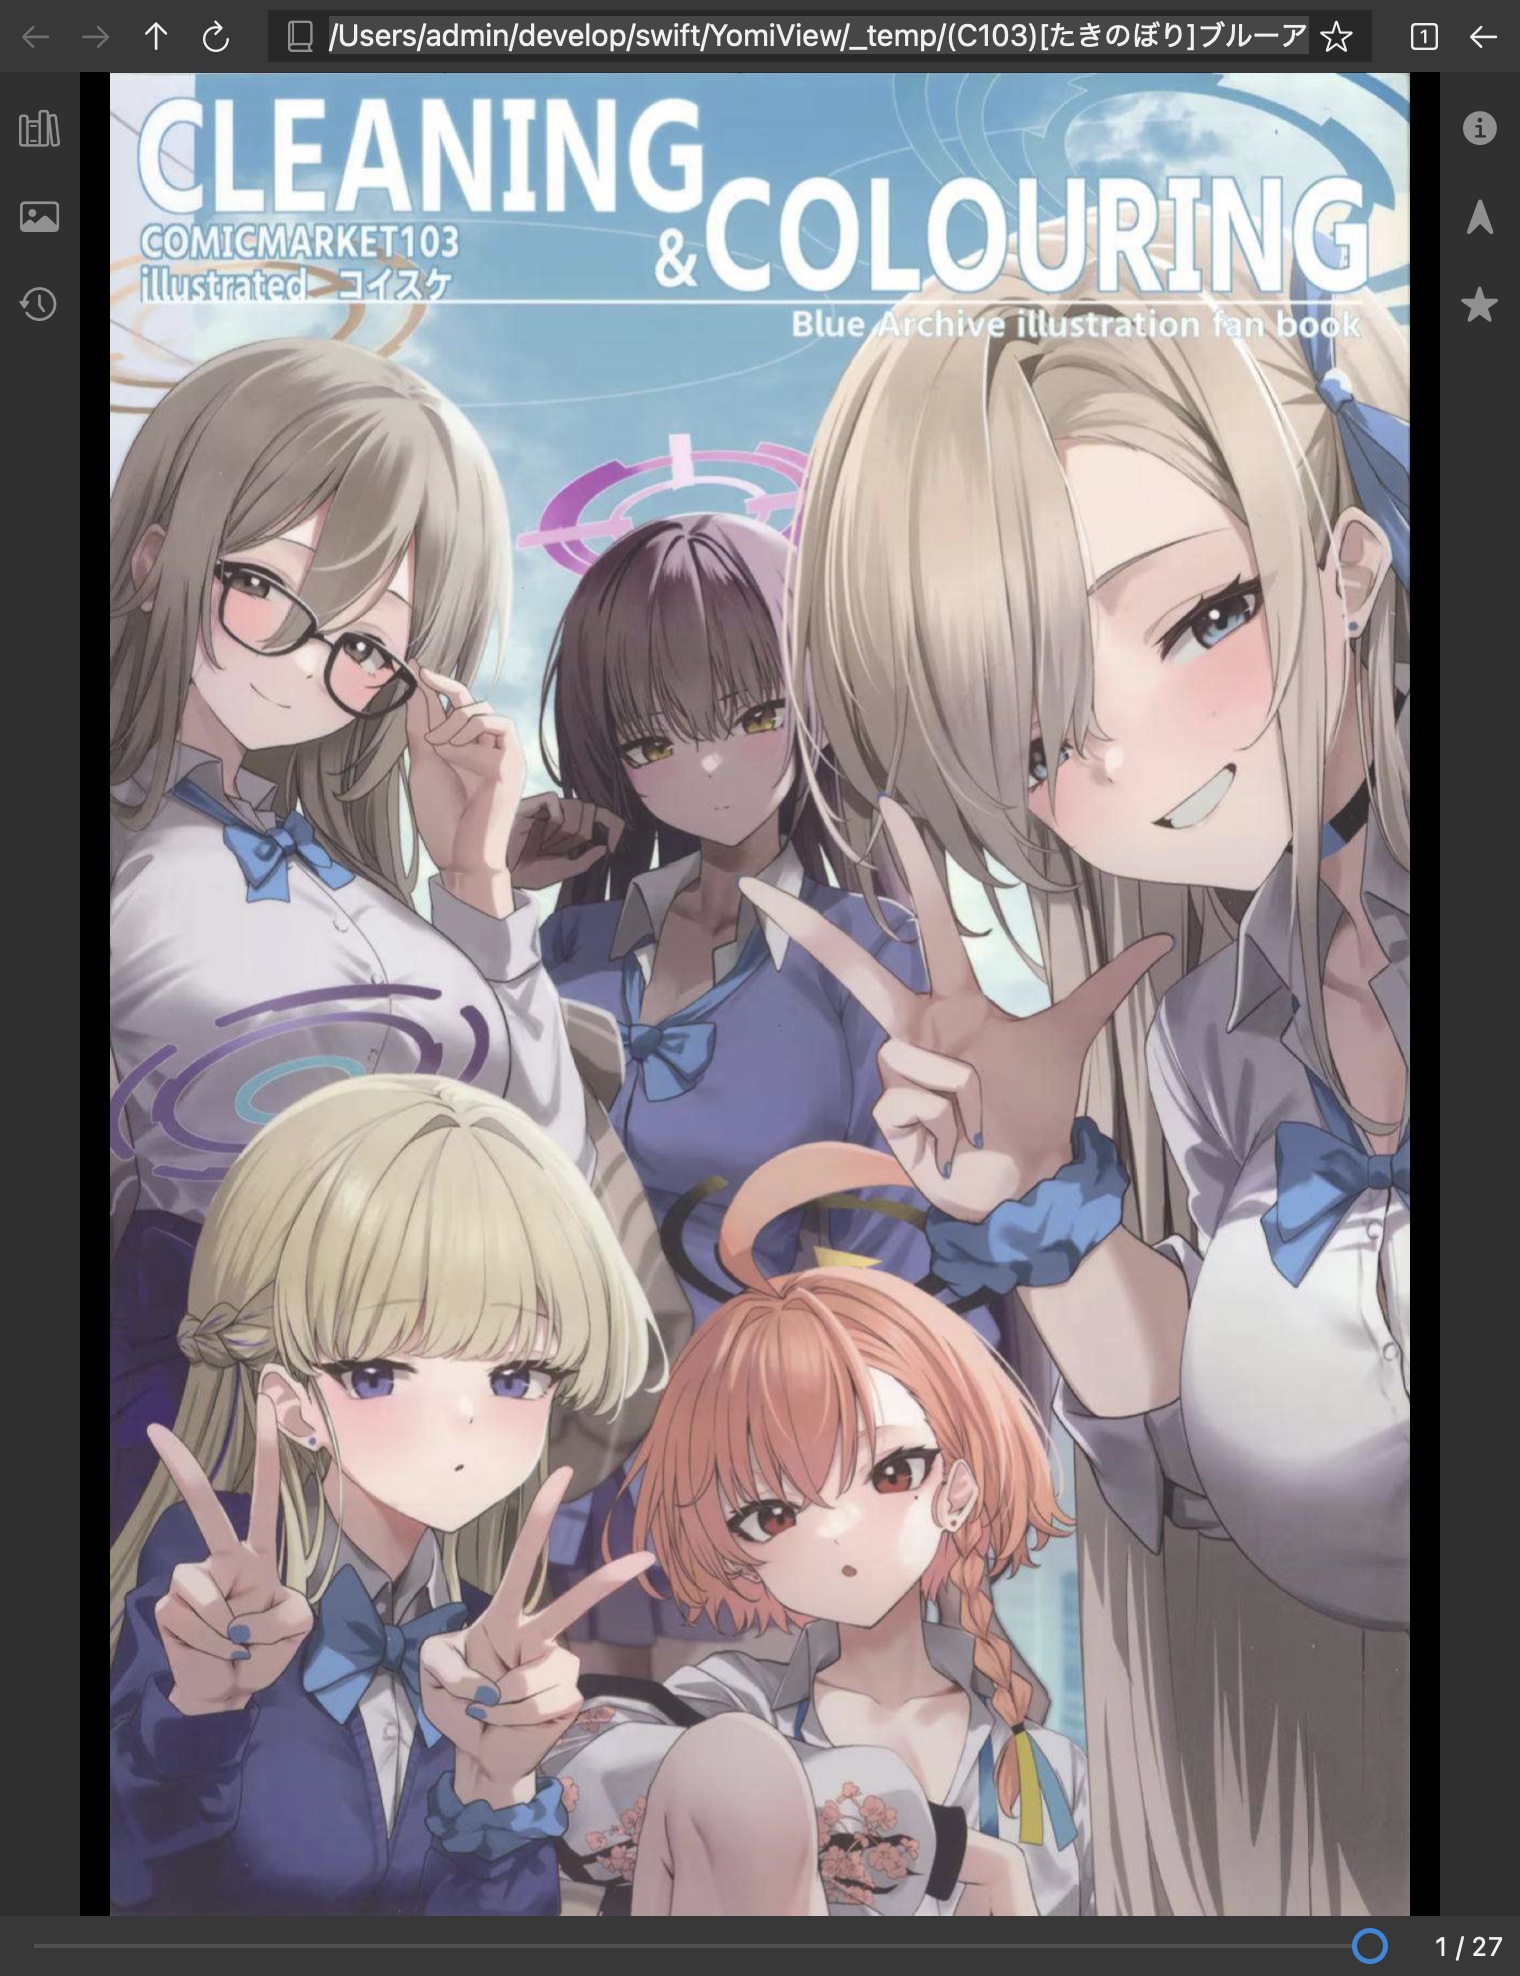 /Users/admin/develop/swift/YomiView/_temp/(C103)[たきのぼり]ブルーア
1
CLEANING
&COLOURING
COMICMARKET103
illustrated コイスケ
Blue Archive illustration fan book
1 / 27